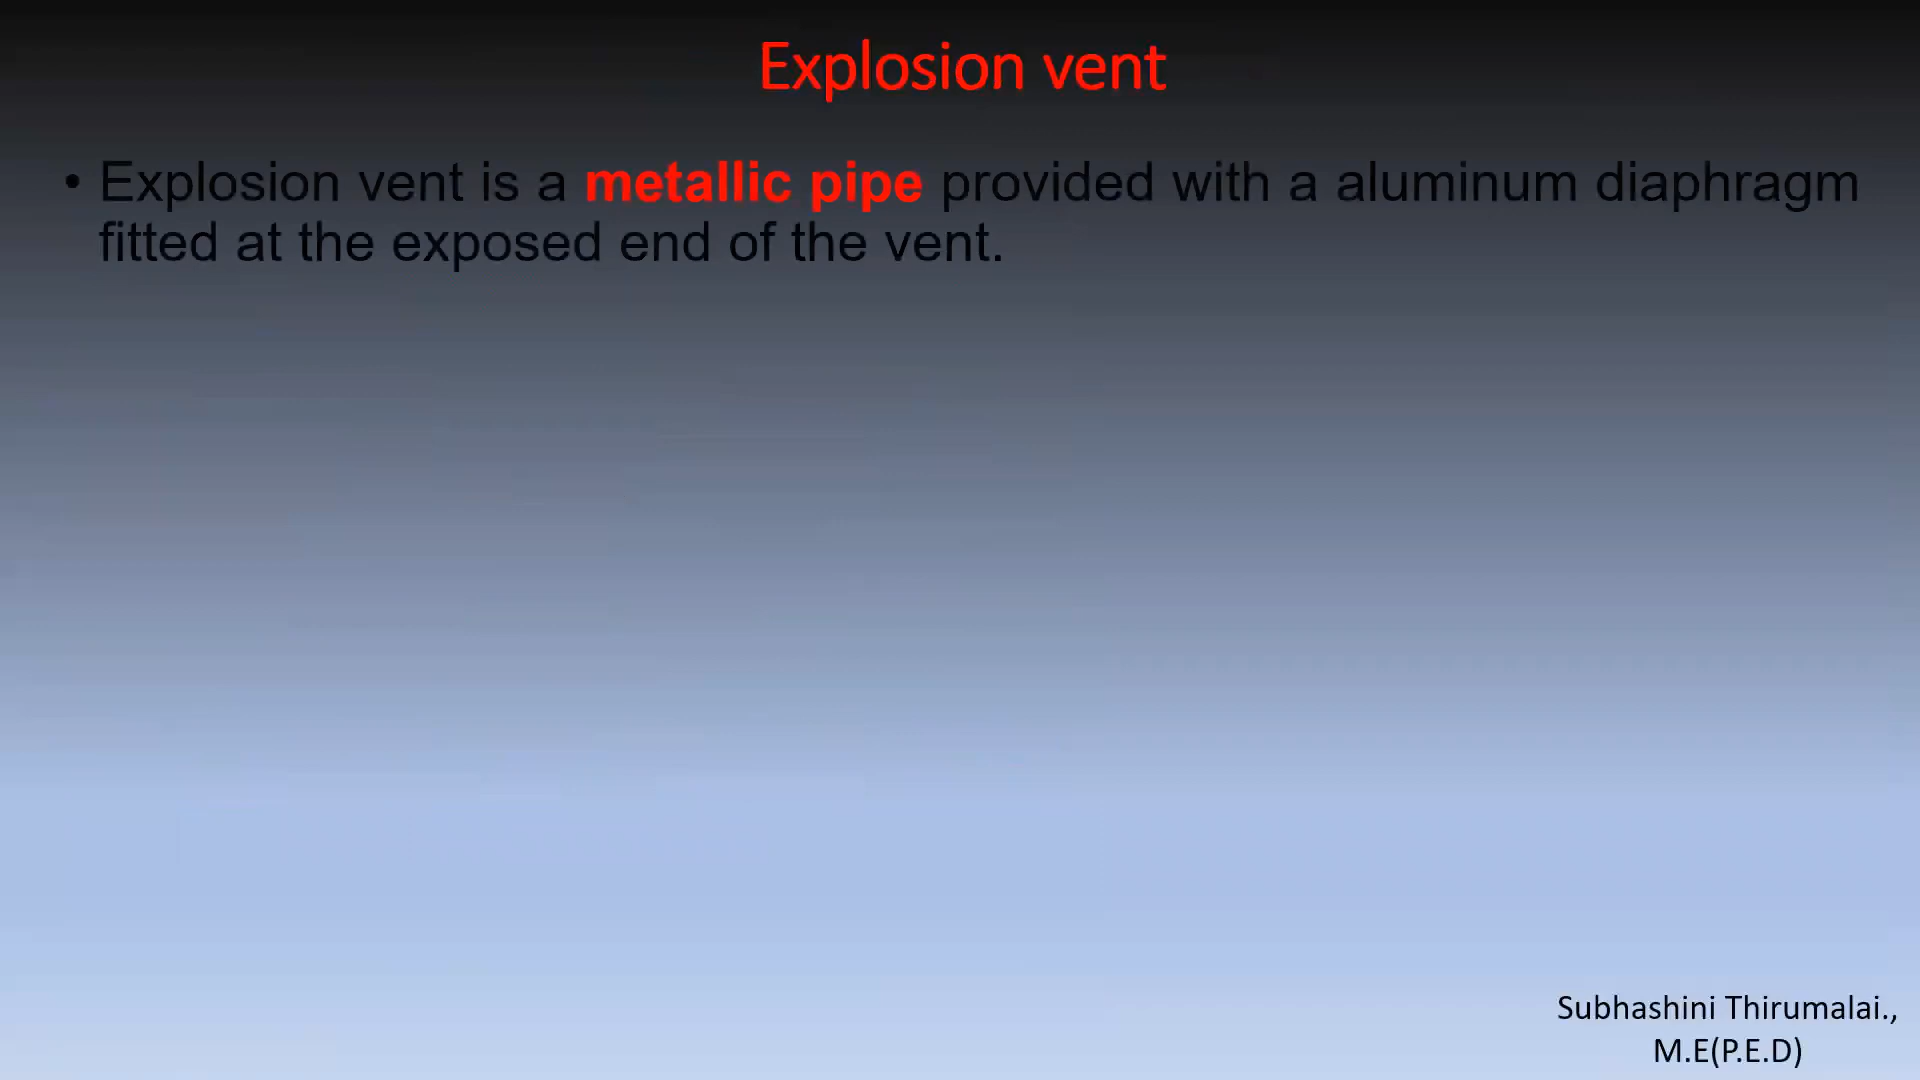 Explosion vent
• Explosion vent is a metallic pipe provided with a aluminum diaphragm
fitted at the exposed end of the vent.
Subhashini Thirumalai.,
M.E(P.E.D)